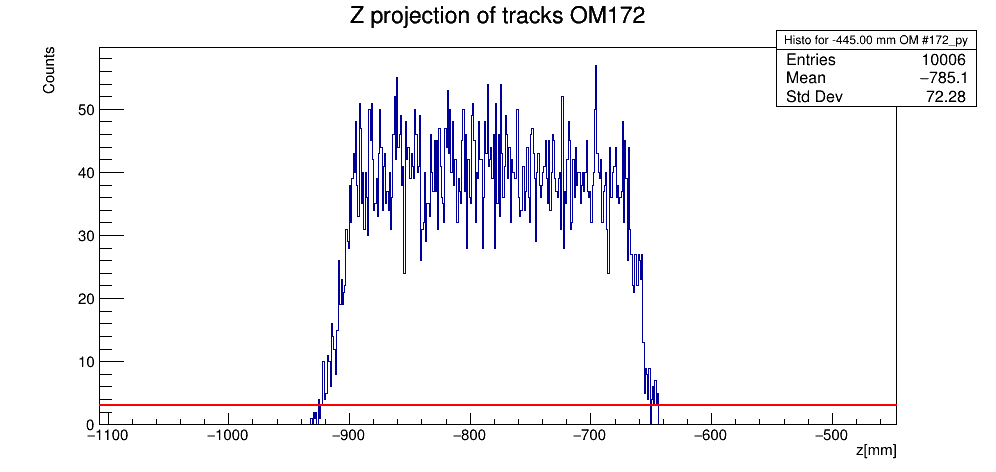 Z projection of tracks OM172
Histo for -445.00 mm OM #172_py
Entries 10006
Mean −785.1
Std Dev 72.28
Counts
50
40
30
20
10
0
−1100 −1000 −900 −800 −700 −600 −500
z[mm]